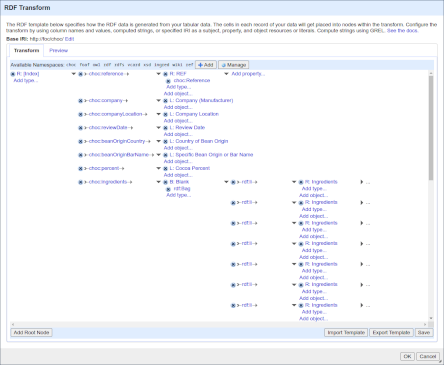 RDF Transform
The RDF template below specifies how the RDF data is generated from your tabular data. The cells in each record of your data will get placed into nodes within the transform. Configure the
transform by using column names and values, computed strings, or specified IRI as a subject, property, and object resources or literals. Compute strings using GREL. See the docs.
Base IRI: http://foo/choc/ Edit
Transform Preview
Available Namespaces: choc foaf owl rdf rdfs vcard xsd ingred wiki Add Manage
R: [Index] choc:reference R: REF Add property...
Add type... choc:Reference
Add type...
Add object...
choc:company L: Company (Manufacturer)
Add object...
choc:companyLocation L: Company Location
Add object...
choc:reviewDate L: Review Date
Add object...
choc:beanOriginCountry L: Country of Bean Origin
Add object...
choc:beanOriginBarName L: Specific Bean Origin or Bar Name
Add object...
choc:percent L: Cocoa Percent
Add object...
choc:ingredients B: Blank rdf:li R: Ingredients ...
rdf:Bag Add type...
Add type... Add object...
rdf:li R: Ingredients ...
Add type...
Add object...
rdf:li R: Ingredients ...
Add type...
Add object...
rdf:li R: Ingredients ...
Add type...
Add object...
rdf:li R: Ingredients ...
Add type...
Add object...
rdf:li R: Ingredients ...
Add type...
Add object...
rdf:li R: Ingredients ...
Add type...
Add object...
Add Root Node Import Template Export Template Save
OK Cancel